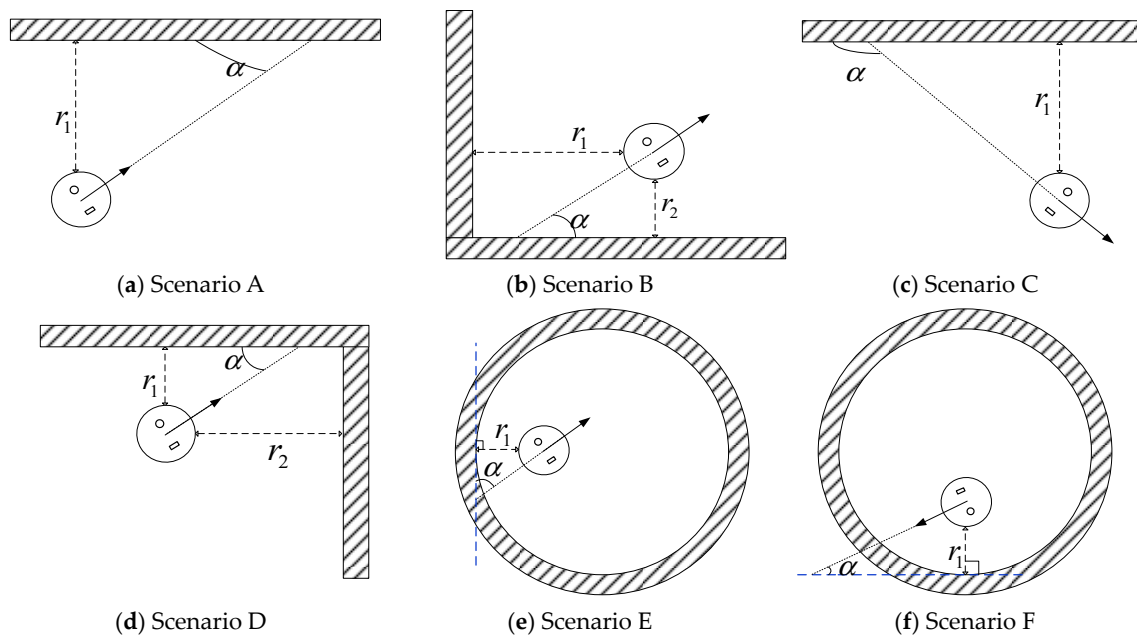 α
r₁
r₁
r₂
α
α
r₁
(a) Scenario A
(b) Scenario B
(c) Scenario C
α
r₁
r₂
r₁
α
r₁
α
(d) Scenario D
(e) Scenario E
(f) Scenario F